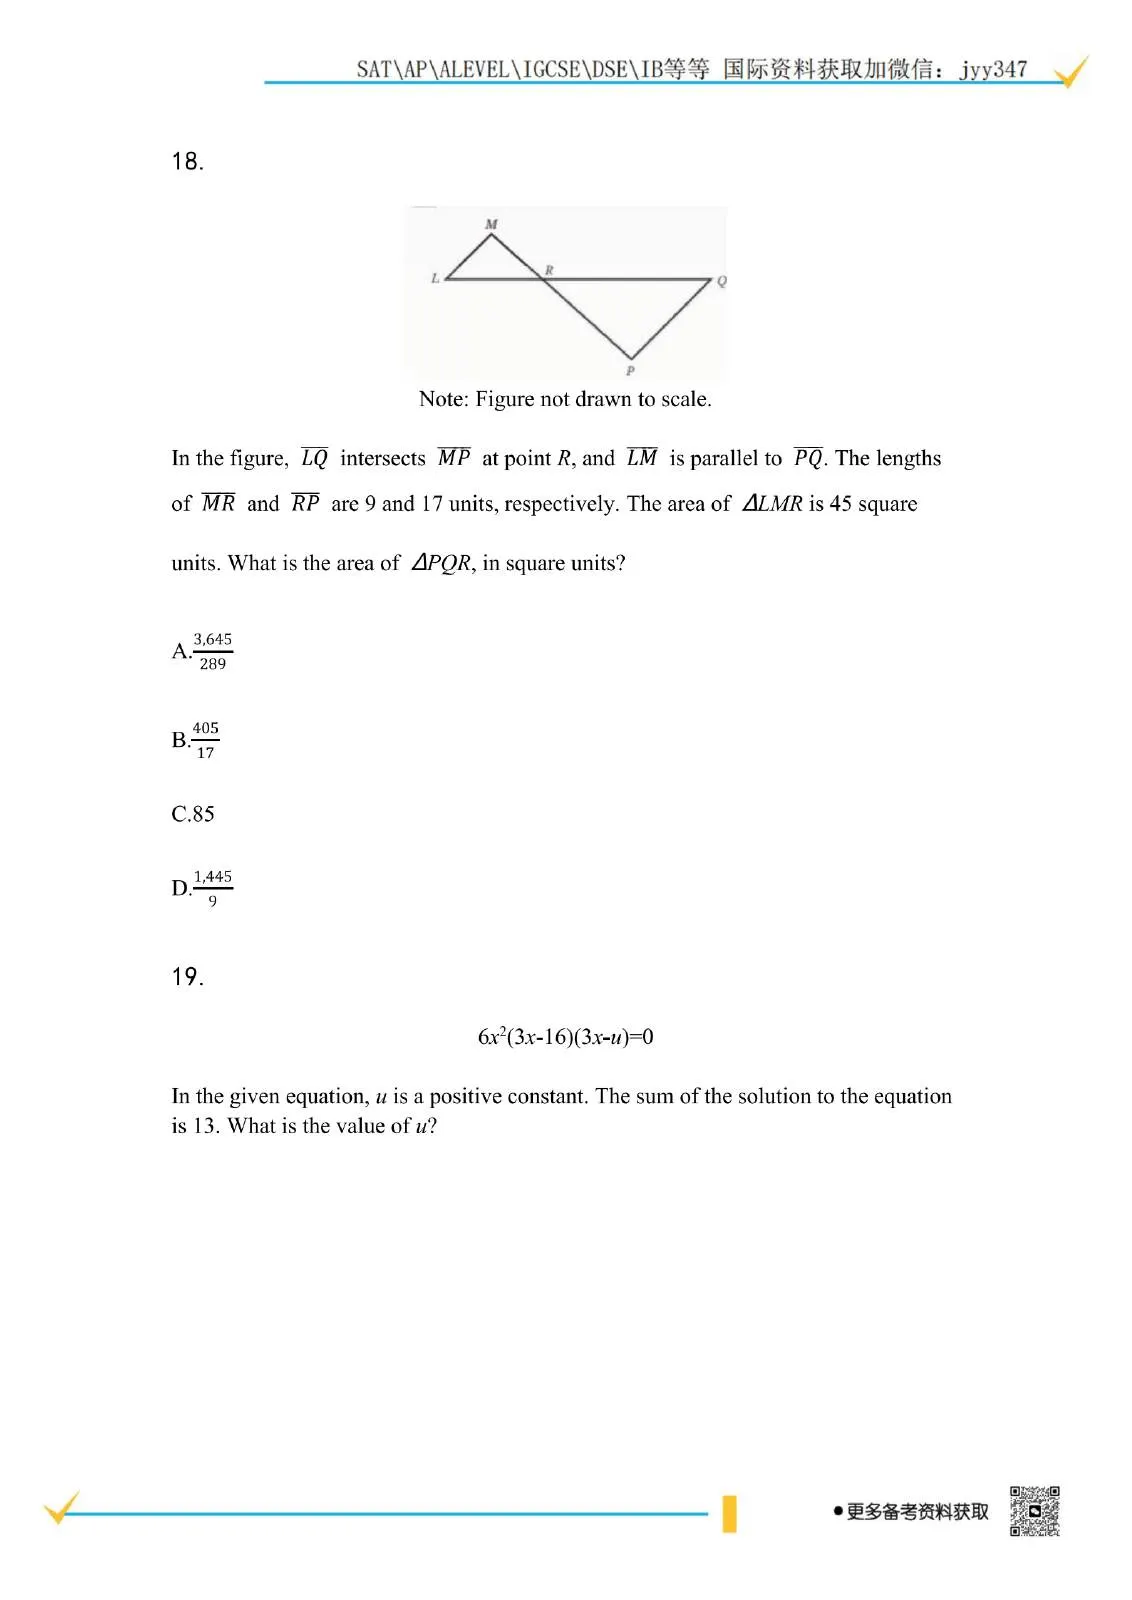 SAT\AP\ALEVEL\IGCSE\DSE\IB等等 国际资料获取加微信：jyy347
18.
M
L
R
Q
P
Note: Figure not drawn to scale.
In the figure, LQ intersects MP at point R, and LM is parallel to PQ. The lengths
of MR and RP are 9 and 17 units, respectively. The area of ΔLMR is 45 square
units. What is the area of ΔPQR, in square units?
A. 3,645/289
B. 405/17
C.85
D. 1,445/9
19.
6x²(3x-16)(3x-u)=0
In the given equation, u is a positive constant. The sum of the solution to the equation
is 13. What is the value of u?
●更多备考资料获取